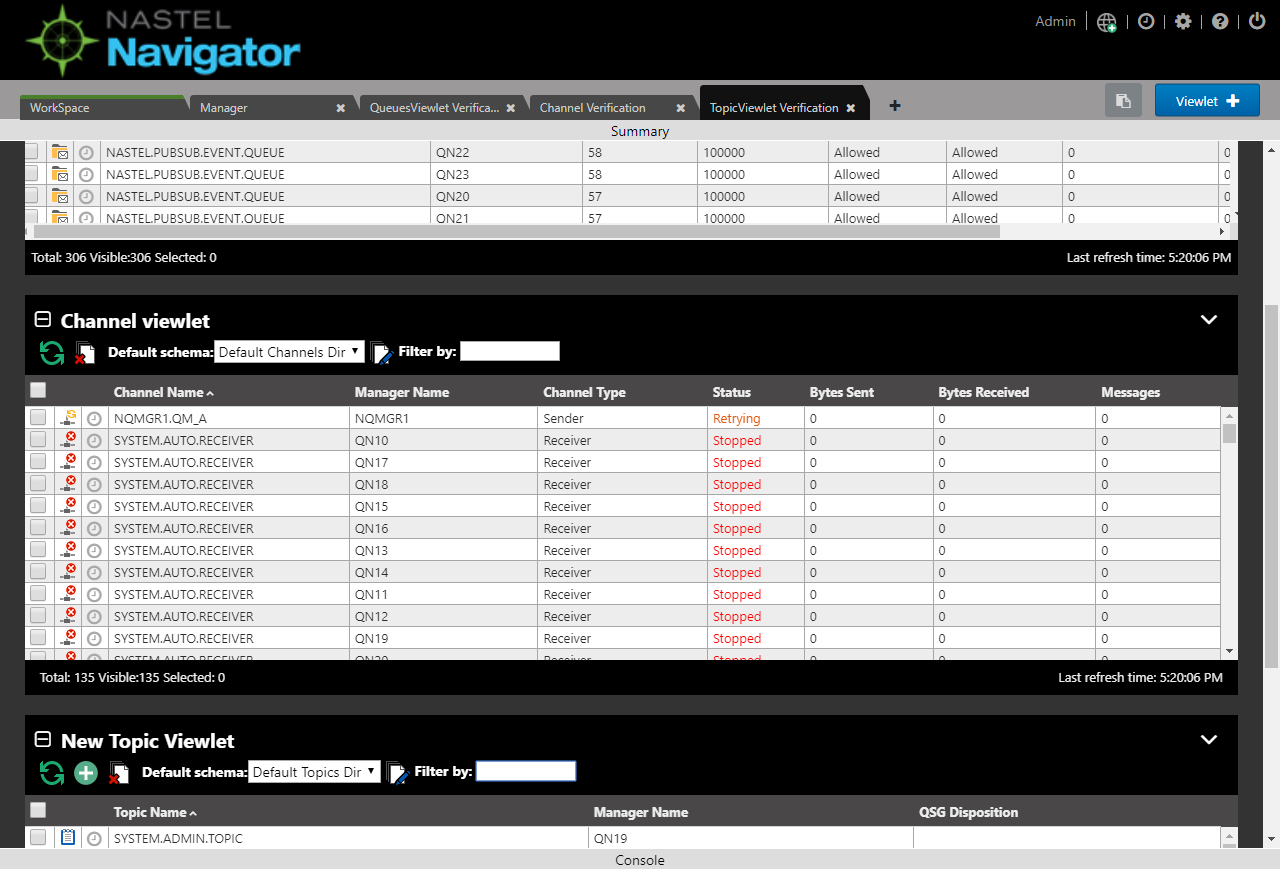 NASTEL
Navigator
Admin
WorkSpace Manager QueuesViewlet Verifica... Channel Verification TopicViewlet Verification Viewlet
Summary
NASTEL.PUBSUB.EVENT.QUEUE QN22 58 100000 Allowed Allowed 0 0
NASTEL.PUBSUB.EVENT.QUEUE QN23 58 100000 Allowed Allowed 0 0
NASTEL.PUBSUB.EVENT.QUEUE QN20 57 100000 Allowed Allowed 0 0
NASTEL.PUBSUB.EVENT.QUEUE QN21 57 100000 Allowed Allowed 0 0
Total: 306 Visible:306 Selected: 0 Last refresh time: 5:20:06 PM
Channel viewlet
Default schema: Default Channels Dir Filter by:
Channel Name Manager Name Channel Type Status Bytes Sent Bytes Received Messages
NQMGR1.QM_A NQMGR1 Sender Retrying 0 0 0
SYSTEM.AUTO.RECEIVER QN10 Receiver Stopped 0 0 0
SYSTEM.AUTO.RECEIVER QN17 Receiver Stopped 0 0 0
SYSTEM.AUTO.RECEIVER QN18 Receiver Stopped 0 0 0
SYSTEM.AUTO.RECEIVER QN15 Receiver Stopped 0 0 0
SYSTEM.AUTO.RECEIVER QN16 Receiver Stopped 0 0 0
SYSTEM.AUTO.RECEIVER QN13 Receiver Stopped 0 0 0
SYSTEM.AUTO.RECEIVER QN14 Receiver Stopped 0 0 0
SYSTEM.AUTO.RECEIVER QN11 Receiver Stopped 0 0 0
SYSTEM.AUTO.RECEIVER QN12 Receiver Stopped 0 0 0
SYSTEM.AUTO.RECEIVER QN19 Receiver Stopped 0 0 0
SYSTEM.AUTO.RECEIVER QN20 Receiver Stopped 0 0 0
Total: 135 Visible:135 Selected: 0 Last refresh time: 5:20:06 PM
New Topic Viewlet
Default schema: Default Topics Dir Filter by:
Topic Name Manager Name QSG Disposition
SYSTEM.ADMIN.TOPIC QN19
Console